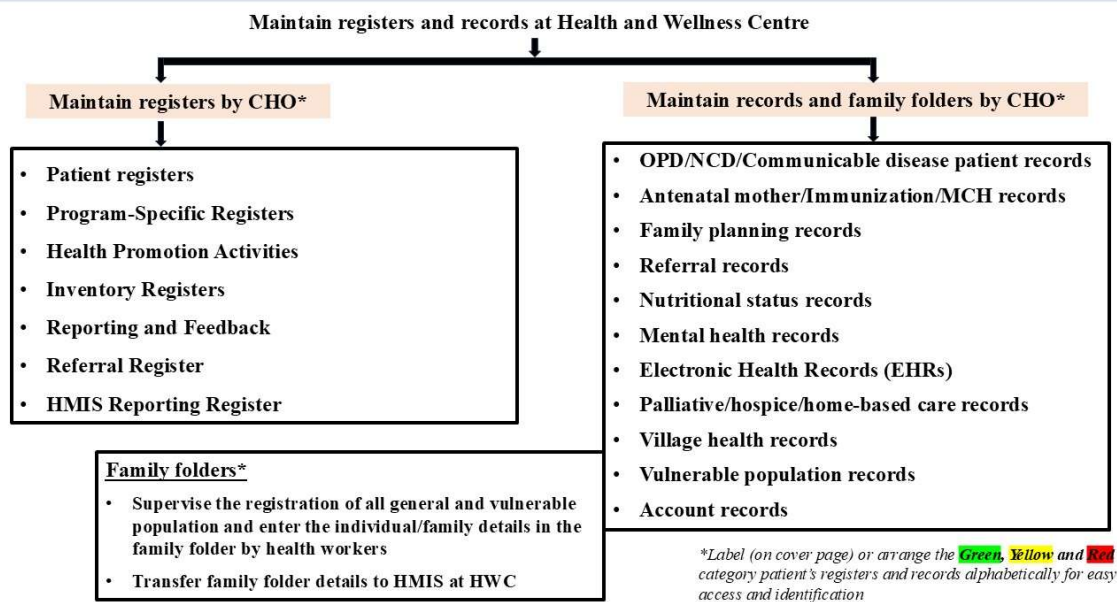 Maintain registers and records at Health and Wellness Centre
Maintain registers by CHO*
• Patient registers
• Program-Specific Registers
• Health Promotion Activities
• Inventory Registers
• Reporting and Feedback
• Referral Register
• HMIS Reporting Register
Maintain records and family folders by CHO*
• OPD/NCD/Communicable disease patient records
• Antenatal mother/Immunization/MCH records
• Family planning records
• Referral records
• Nutritional status records
• Mental health records
• Electronic Health Records (EHRs)
• Palliative/hospice/home-based care records
• Village health records
• Vulnerable population records
• Account records
Family folders*
• Supervise the registration of all general and vulnerable
population and enter the individual/family details in the
family folder by health workers
• Transfer family folder details to HMIS at HWC
*Label (on cover page) or arrange the Green, Yellow and Red
category patient's registers and records alphabetically for easy
access and identification